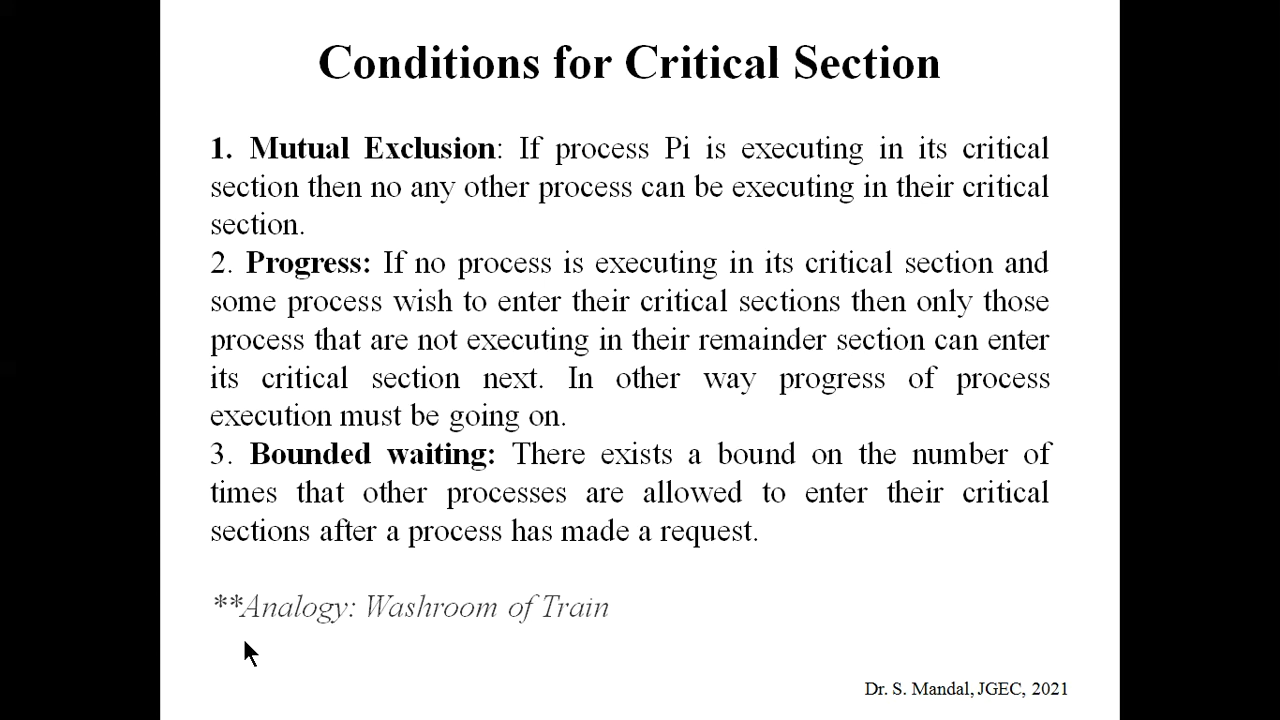 Conditions for Critical Section
1. Mutual Exclusion: If process Pi is executing in its critical
section then no any other process can be executing in their critical
section.
2. Progress: If no process is executing in its critical section and
some process wish to enter their critical sections then only those
process that are not executing in their remainder section can enter
its critical section next. In other way progress of process
execution must be going on.
3. Bounded waiting: There exists a bound on the number of
times that other processes are allowed to enter their critical
sections after a process has made a request.
**Analogy: Washroom of Train
Dr. S. Mandal, JGEC, 2021